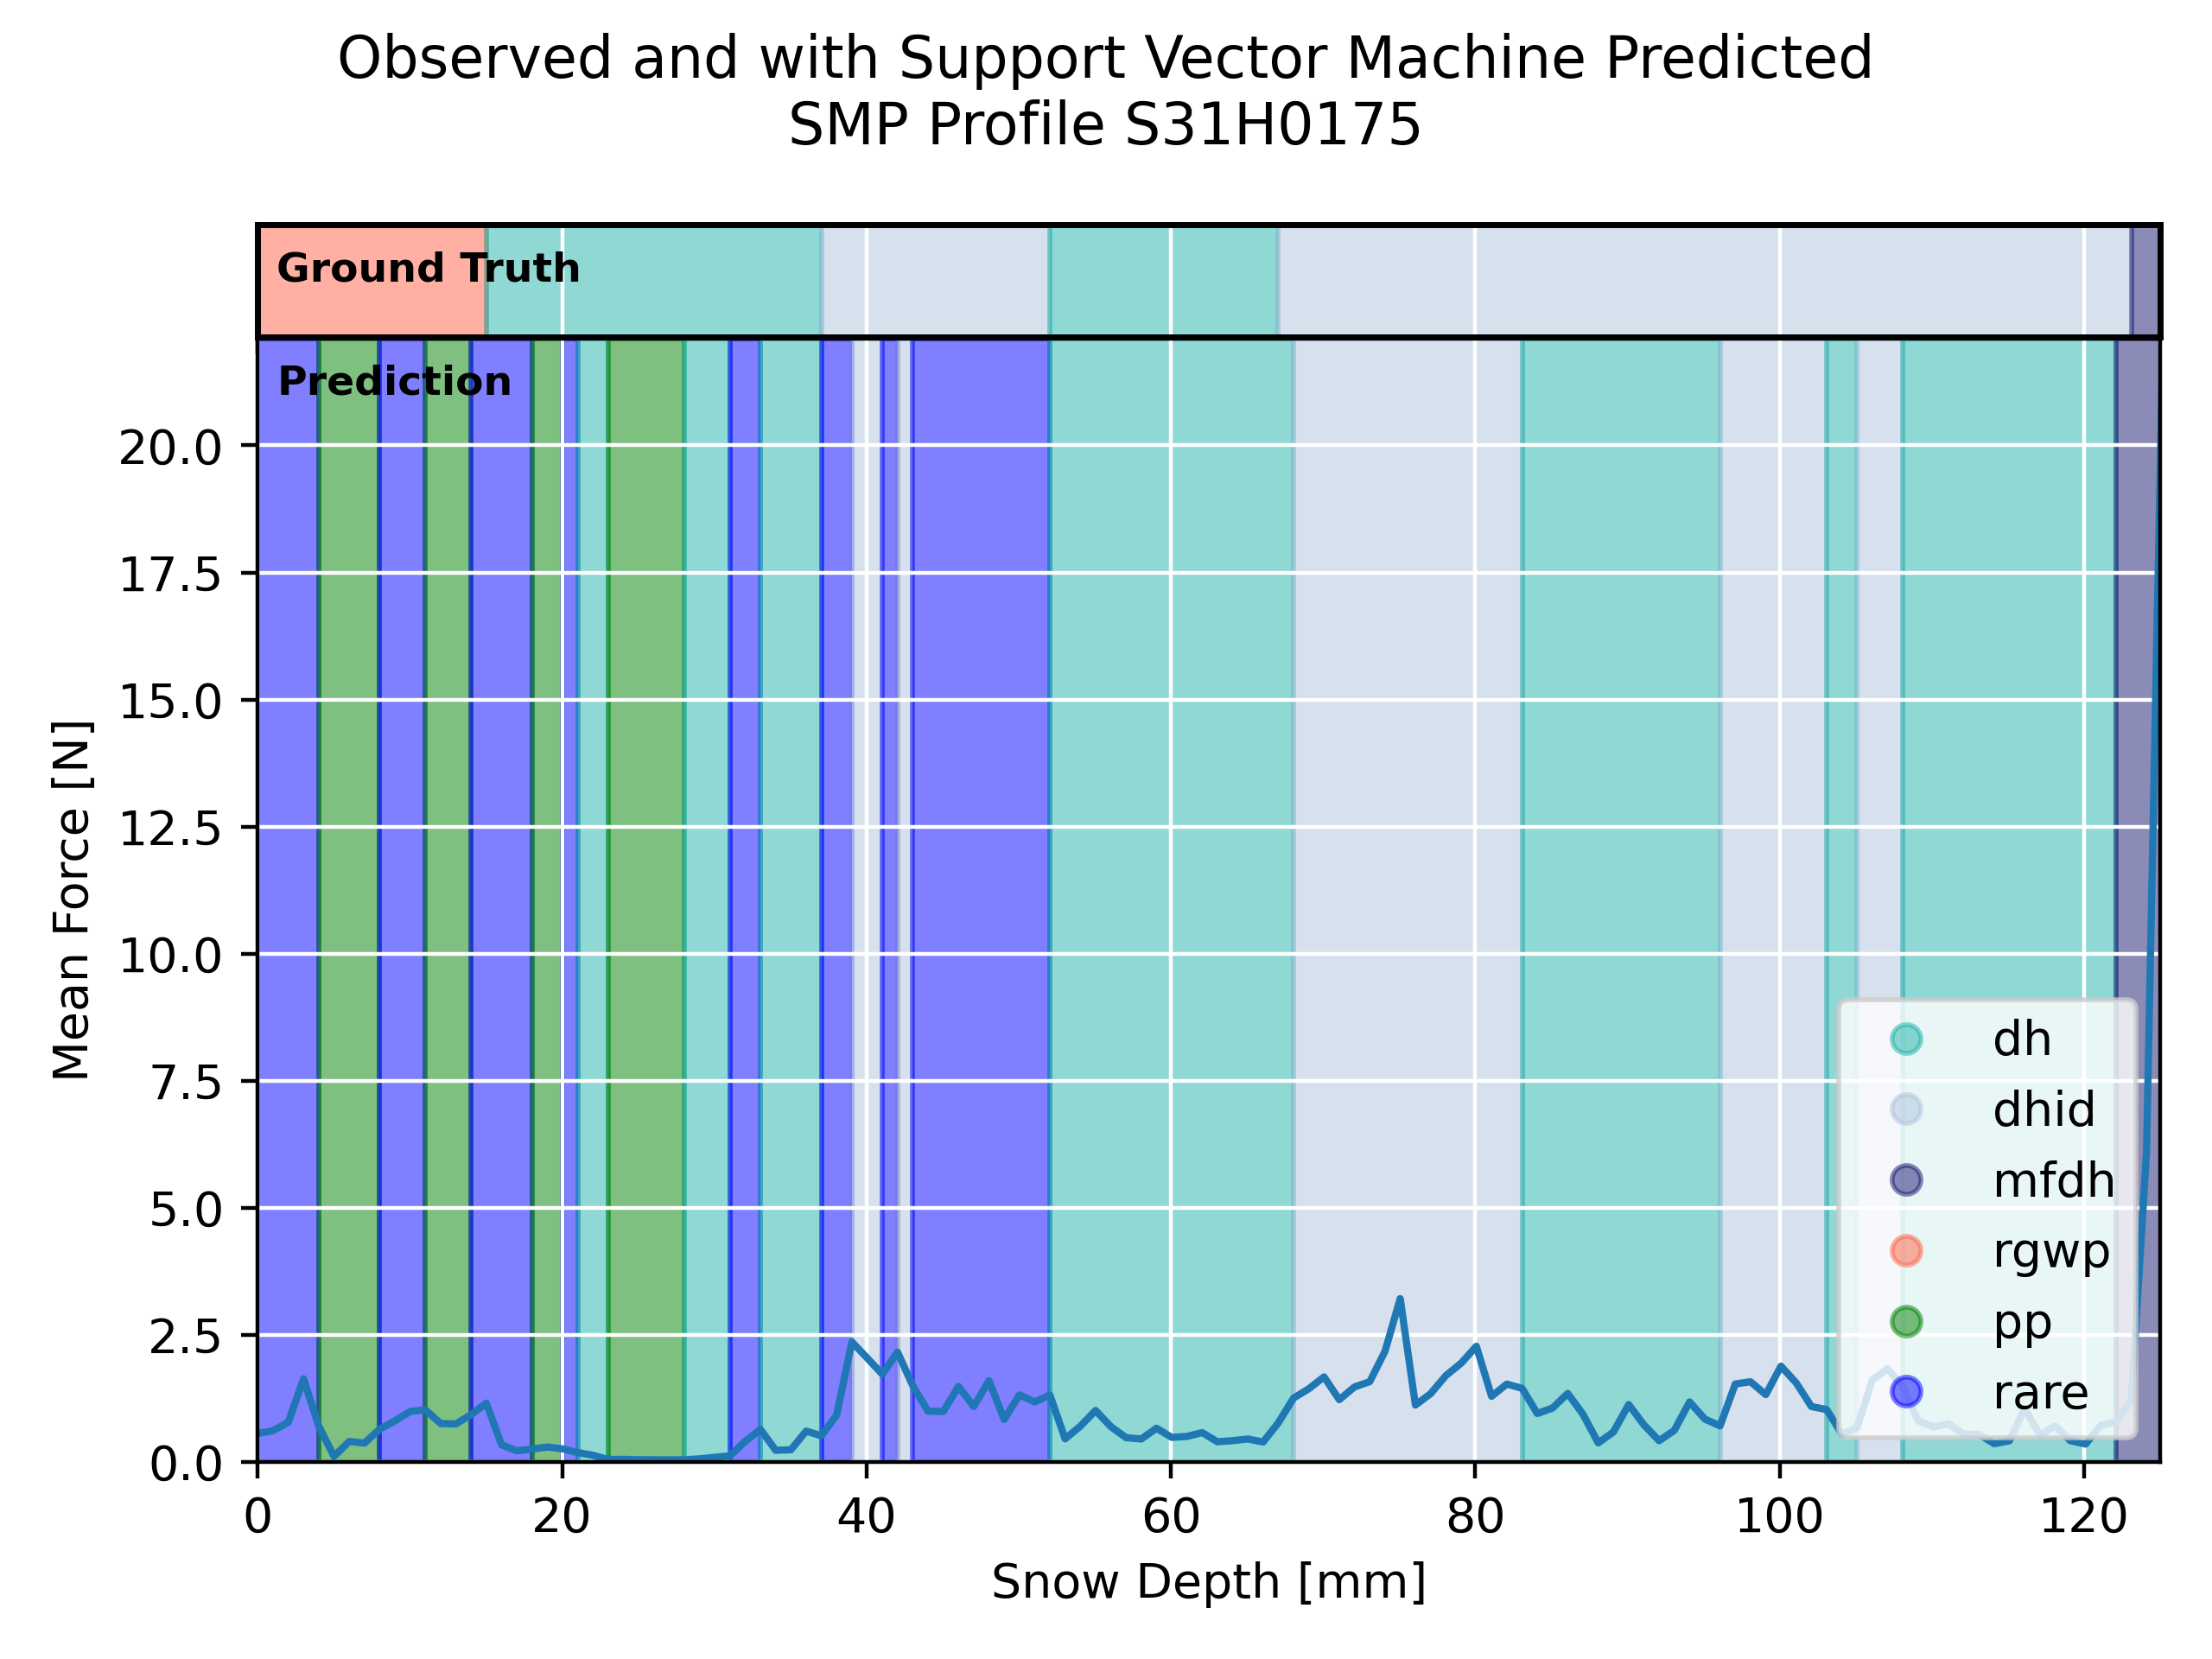 Observed and with Support Vector Machine Predicted
SMP Profile S31H0175
Ground Truth
Prediction
20.0
17.5
15.0
12.5
10.0
7.5
5.0
2.5
0.0
Mean Force [N]
dh
dhid
mfdh
rgwp
pp
rare
0 20 40 60 80 100 120
Snow Depth [mm]